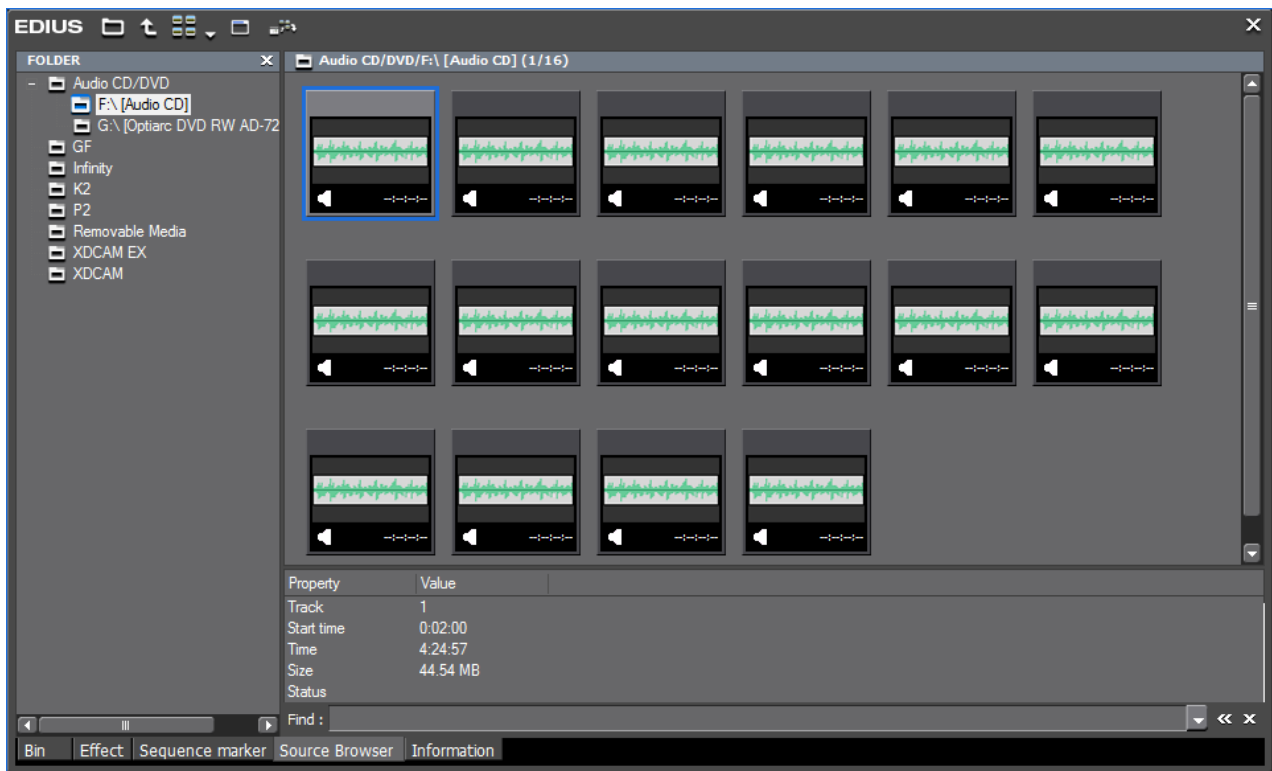 EDIUS
FOLDER
Audio CD/DVD/F:\ [Audio CD] (1/16)
Audio CD/DVD
F:\ [Audio CD]
G:\ [Optiarc DVD RW AD-72
GF
Infinity
K2
P2
Removable Media
XDCAM EX
XDCAM
--:--:--:-- --:--:--:-- --:--:--:-- --:--:--:-- --:--:--:-- --:--:--:--
--:--:--:-- --:--:--:-- --:--:--:-- --:--:--:-- --:--:--:-- --:--:--:--
--:--:--:-- --:--:--:-- --:--:--:-- --:--:--:--
Property Value
Track 1
Start time 0:02:00
Time 4:24:57
Size 44.54 MB
Status
Find :
Bin Effect Sequence marker Source Browser Information